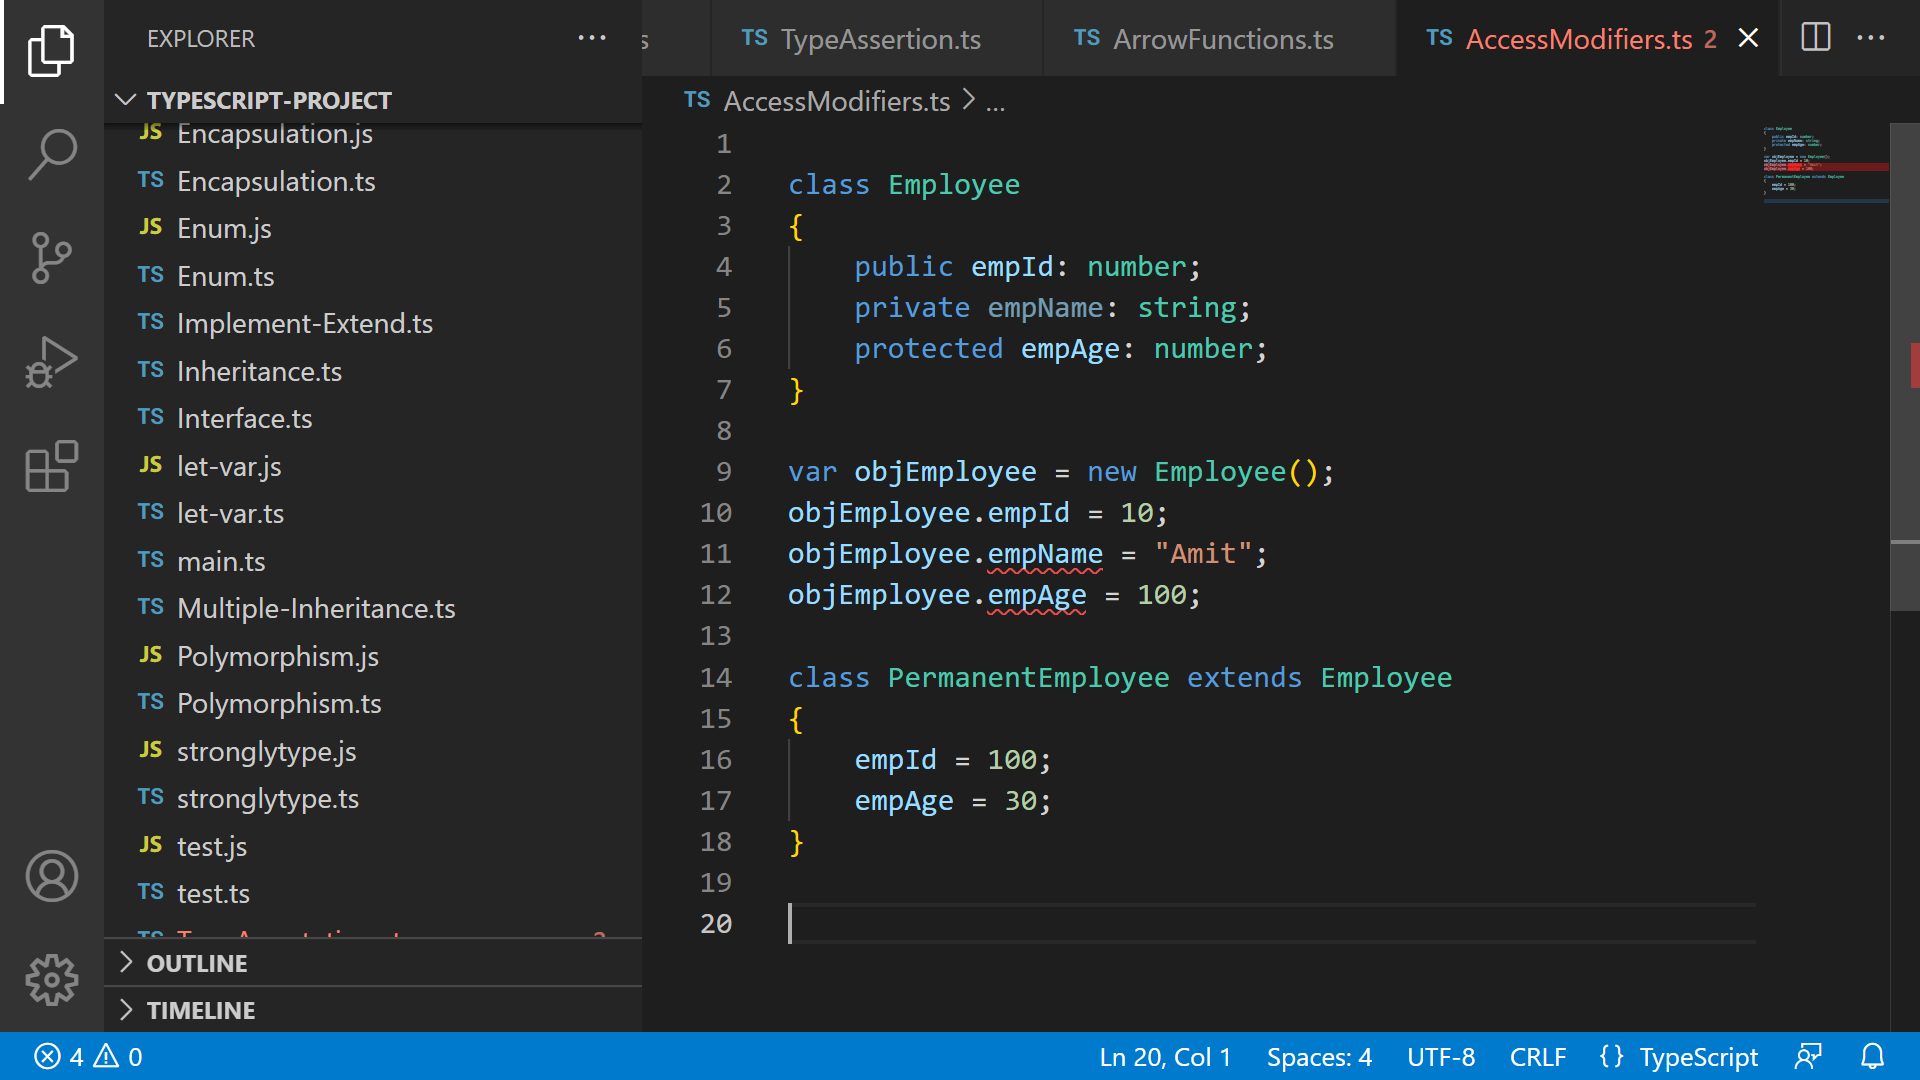 EXPLORER
TYPESCRIPT-PROJECT
JS Encapsulation.js
TS Encapsulation.ts
JS Enum.js
TS Enum.ts
TS Implement-Extend.ts
TS Inheritance.ts
TS Interface.ts
JS let-var.js
TS let-var.ts
TS main.ts
TS Multiple-Inheritance.ts
JS Polymorphism.js
TS Polymorphism.ts
JS stronglytype.js
TS stronglytype.ts
JS test.js
TS test.ts
OUTLINE
TIMELINE
s TS TypeAssertion.ts TS ArrowFunctions.ts TS AccessModifiers.ts 2
TS AccessModifiers.ts > ...
1
2 class Employee
3 {
4 public empId: number;
5 private empName: string;
6 protected empAge: number;
7 }
8
9 var objEmployee = new Employee();
10 objEmployee.empId = 10;
11 objEmployee.empName = "Amit";
12 objEmployee.empAge = 100;
13
14 class PermanentEmployee extends Employee
15 {
16 empId = 100;
17 empAge = 30;
18 }
19
20
4 0 Ln 20, Col 1 Spaces: 4 UTF-8 CRLF {} TypeScript